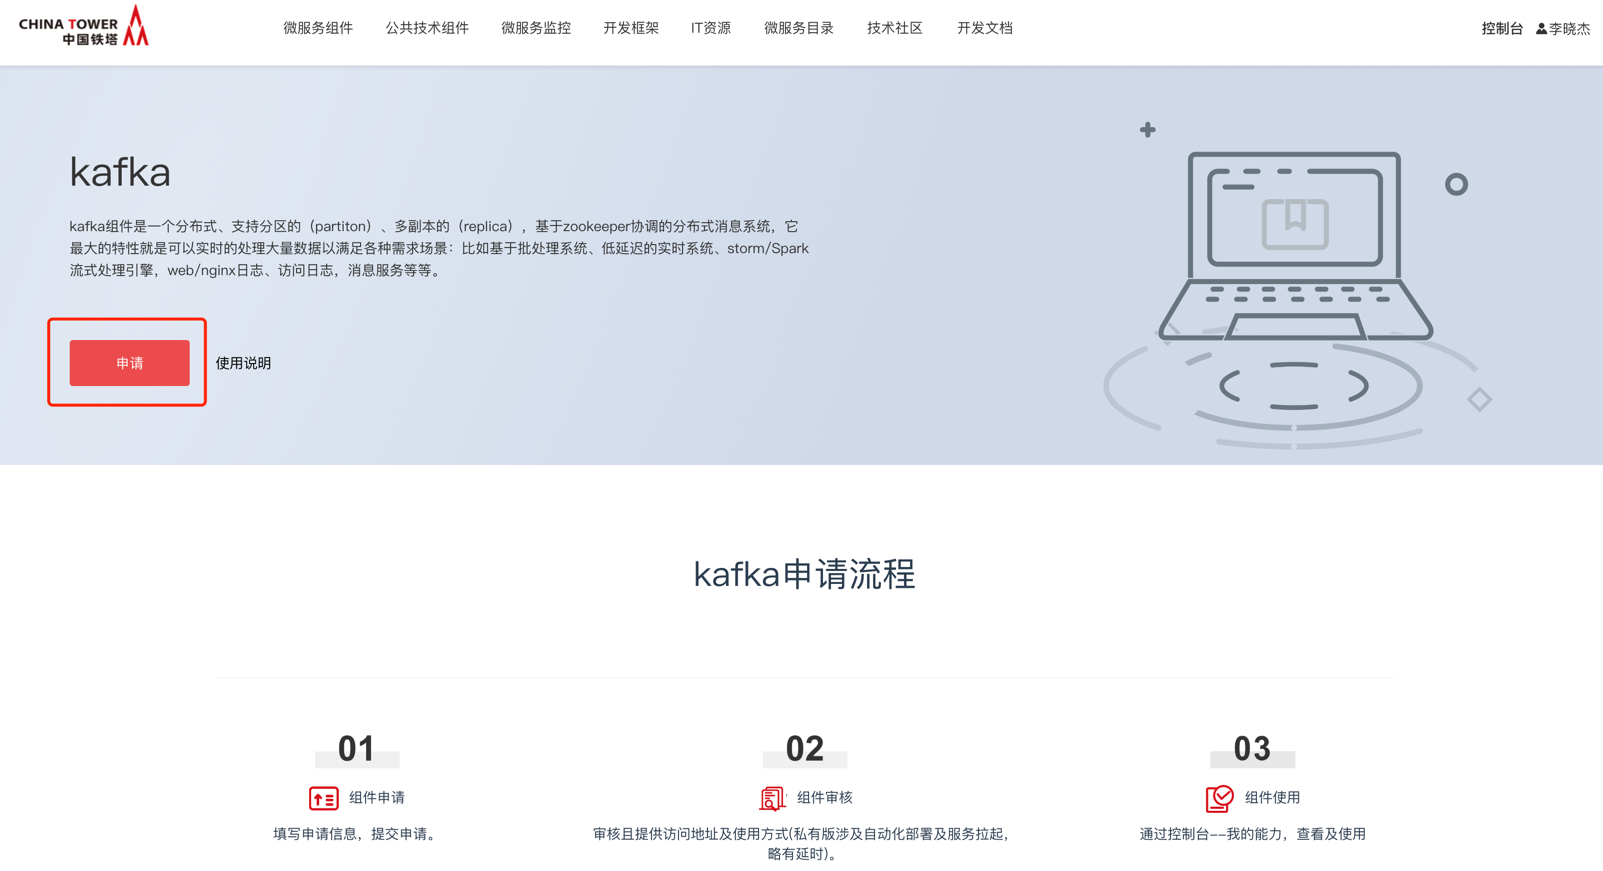 CHINA TOWER
中国铁塔
微服务组件 公共技术组件 微服务监控 开发框架 IT资源 微服务目录 技术社区 开发文档
控制台 李晓杰
kafka
kafka组件是一个分布式、支持分区的（partiton）、多副本的（replica），基于zookeeper协调的分布式消息系统，它
最大的特性就是可以实时的处理大量数据以满足各种需求场景：比如基于批处理系统、低延迟的实时系统、storm/Spark
流式处理引擎，web/nginx日志、访问日志，消息服务等等。
申请 使用说明
kafka申请流程
01
组件申请
填写申请信息，提交申请。
02
组件审核
审核且提供访问地址及使用方式(私有版涉及自动化部署及服务拉起，
略有延时)。
03
组件使用
通过控制台--我的能力，查看及使用